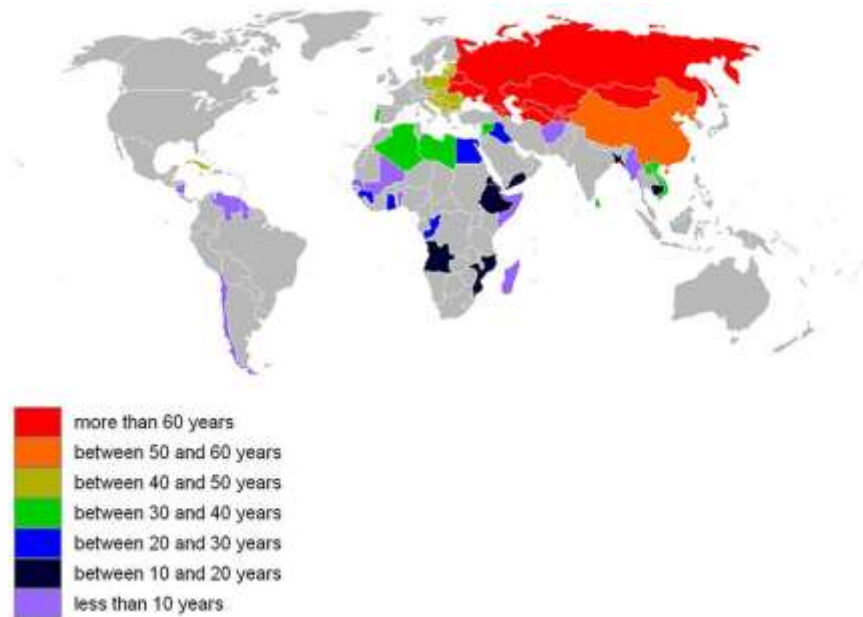 more than 60 years
between 50 and 60 years
between 40 and 50 years
between 30 and 40 years
between 20 and 30 years
between 10 and 20 years
less than 10 years